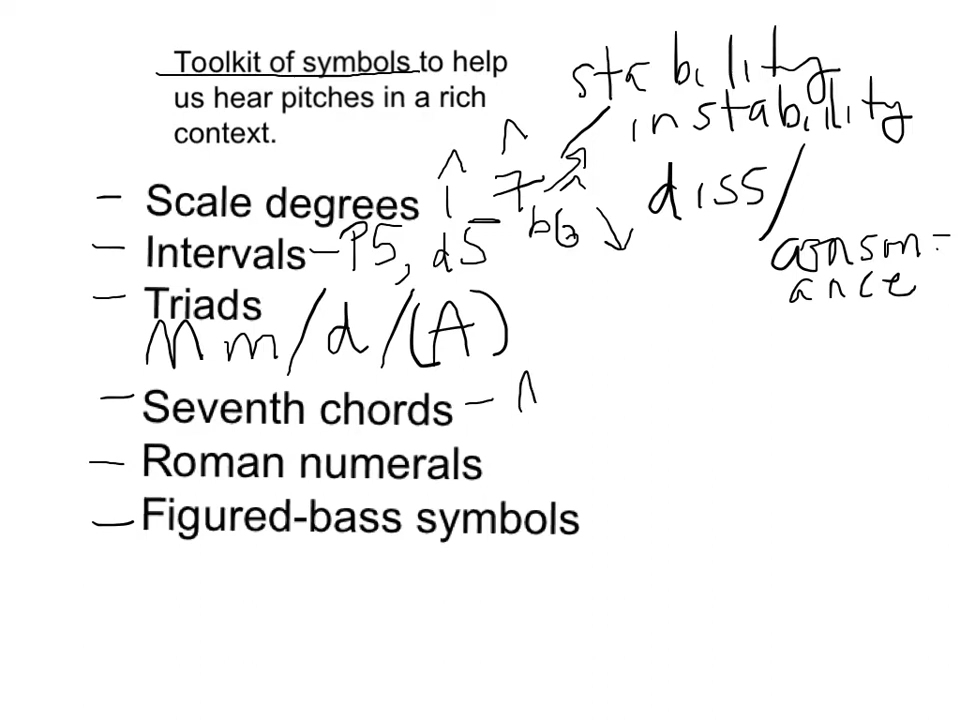 Toolkit of symbols to help
us hear pitches in a rich
context.
stability
instability
diss/
consonance
Scale degrees 1 7 b6
Intervals - P5, d5
Triads
M m/d/(A)
Seventh chords -
Roman numerals
Figured-bass symbols